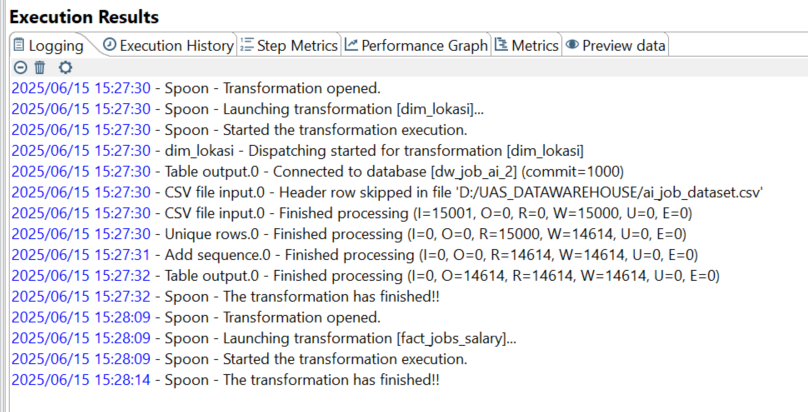 Execution Results
Logging Execution History Step Metrics Performance Graph Metrics Preview data
2025/06/15 15:27:30 - Spoon - Transformation opened.
2025/06/15 15:27:30 - Spoon - Launching transformation [dim_lokasi]...
2025/06/15 15:27:30 - Spoon - Started the transformation execution.
2025/06/15 15:27:30 - dim_lokasi - Dispatching started for transformation [dim_lokasi]
2025/06/15 15:27:30 - Table output.0 - Connected to database [dw_job_ai_2] (commit=1000)
2025/06/15 15:27:30 - CSV file input.0 - Header row skipped in file 'D:/UAS_DATAWAREHOUSE/ai_job_dataset.csv'
2025/06/15 15:27:30 - CSV file input.0 - Finished processing (I=15001, O=0, R=0, W=15000, U=0, E=0)
2025/06/15 15:27:30 - Unique rows.0 - Finished processing (I=0, O=0, R=15000, W=14614, U=0, E=0)
2025/06/15 15:27:31 - Add sequence.0 - Finished processing (I=0, O=0, R=14614, W=14614, U=0, E=0)
2025/06/15 15:27:32 - Table output.0 - Finished processing (I=0, O=14614, R=14614, W=14614, U=0, E=0)
2025/06/15 15:27:32 - Spoon - The transformation has finished!!
2025/06/15 15:28:09 - Spoon - Transformation opened.
2025/06/15 15:28:09 - Spoon - Launching transformation [fact_jobs_salary]...
2025/06/15 15:28:09 - Spoon - Started the transformation execution.
2025/06/15 15:28:14 - Spoon - The transformation has finished!!